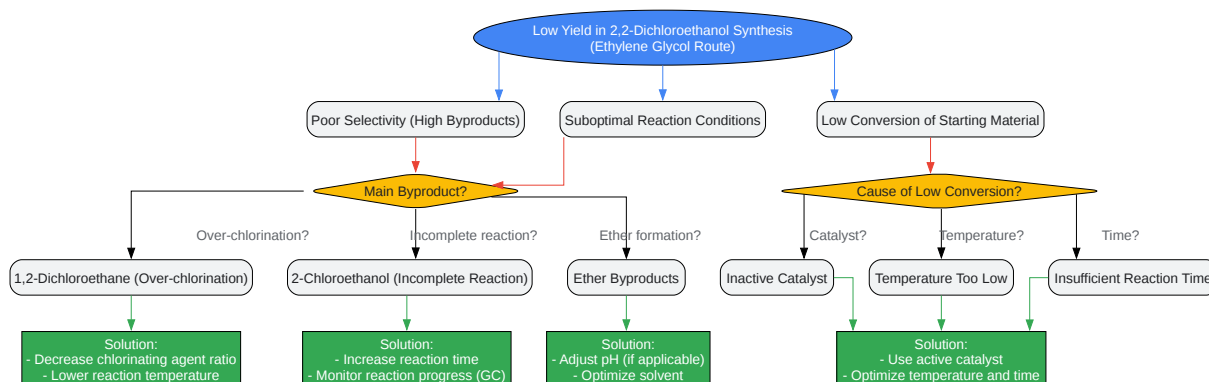 Low Yield in 2,2-Dichloroethanol Synthesis
(Ethylene Glycol Route)
Poor Selectivity (High Byproducts)
Suboptimal Reaction Conditions
Low Conversion of Starting Material
Main Byproduct?
Cause of Low Conversion?
Over-chlorination?
Incomplete reaction?
Ether formation?
Catalyst?
Temperature?
Time?
1,2-Dichloroethane (Over-chlorination)
2-Chloroethanol (Incomplete Reaction)
Ether Byproducts
Inactive Catalyst
Temperature Too Low
Insufficient Reaction Time
Solution:
- Decrease chlorinating agent ratio
- Lower reaction temperature
Solution:
- Increase reaction time
- Monitor reaction progress (GC)
Solution:
- Adjust pH (if applicable)
- Optimize solvent
Solution:
- Use active catalyst
- Optimize temperature and time